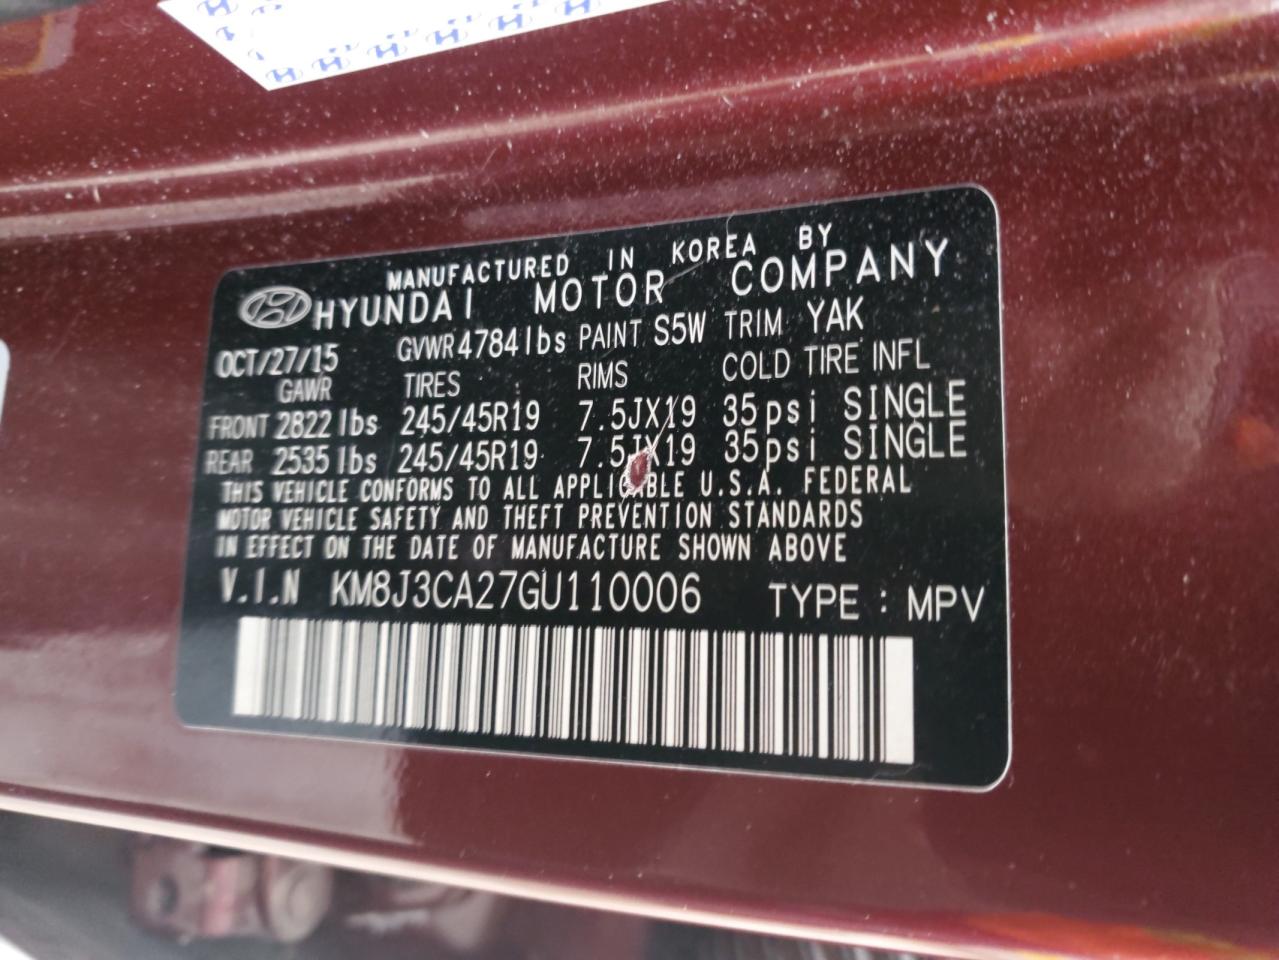 MANUFACTURED IN KOREA BY
HYUNDAI MOTOR COMPANY
OCT/27/15 GVWR 4784lbs PAINT S5W TRIM YAK
GAWR TIRES RIMS COLD TIRE INFL
FRONT 2822 lbs 245/45R19 7.5JX19 35psi SINGLE
REAR 2535 lbs 245/45R19 7.5JX19 35psi SINGLE
THIS VEHICLE CONFORMS TO ALL APPLICABLE U.S.A. FEDERAL
MOTOR VEHICLE SAFETY AND THEFT PREVENTION STANDARDS
IN EFFECT ON THE DATE OF MANUFACTURE SHOWN ABOVE
V.I.N KM8J3CA27GU110006 TYPE : MPV